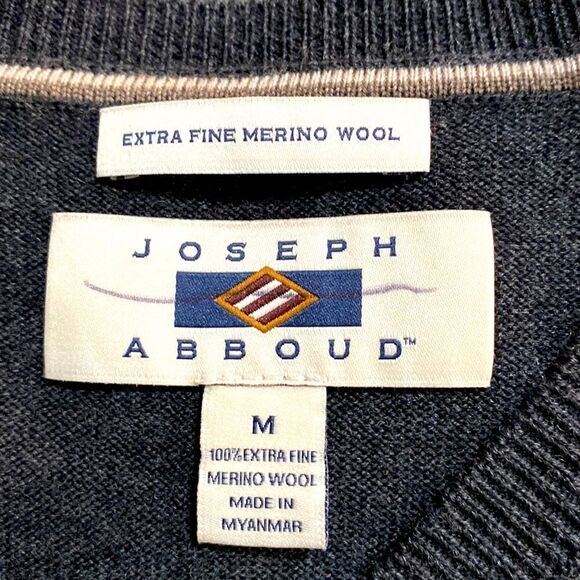 EXTRA FINE MERINO WOOL
JOSEPH
ABBOUD™
M
100% EXTRA FINE
MERINO WOOL
MADE IN
MYANMAR